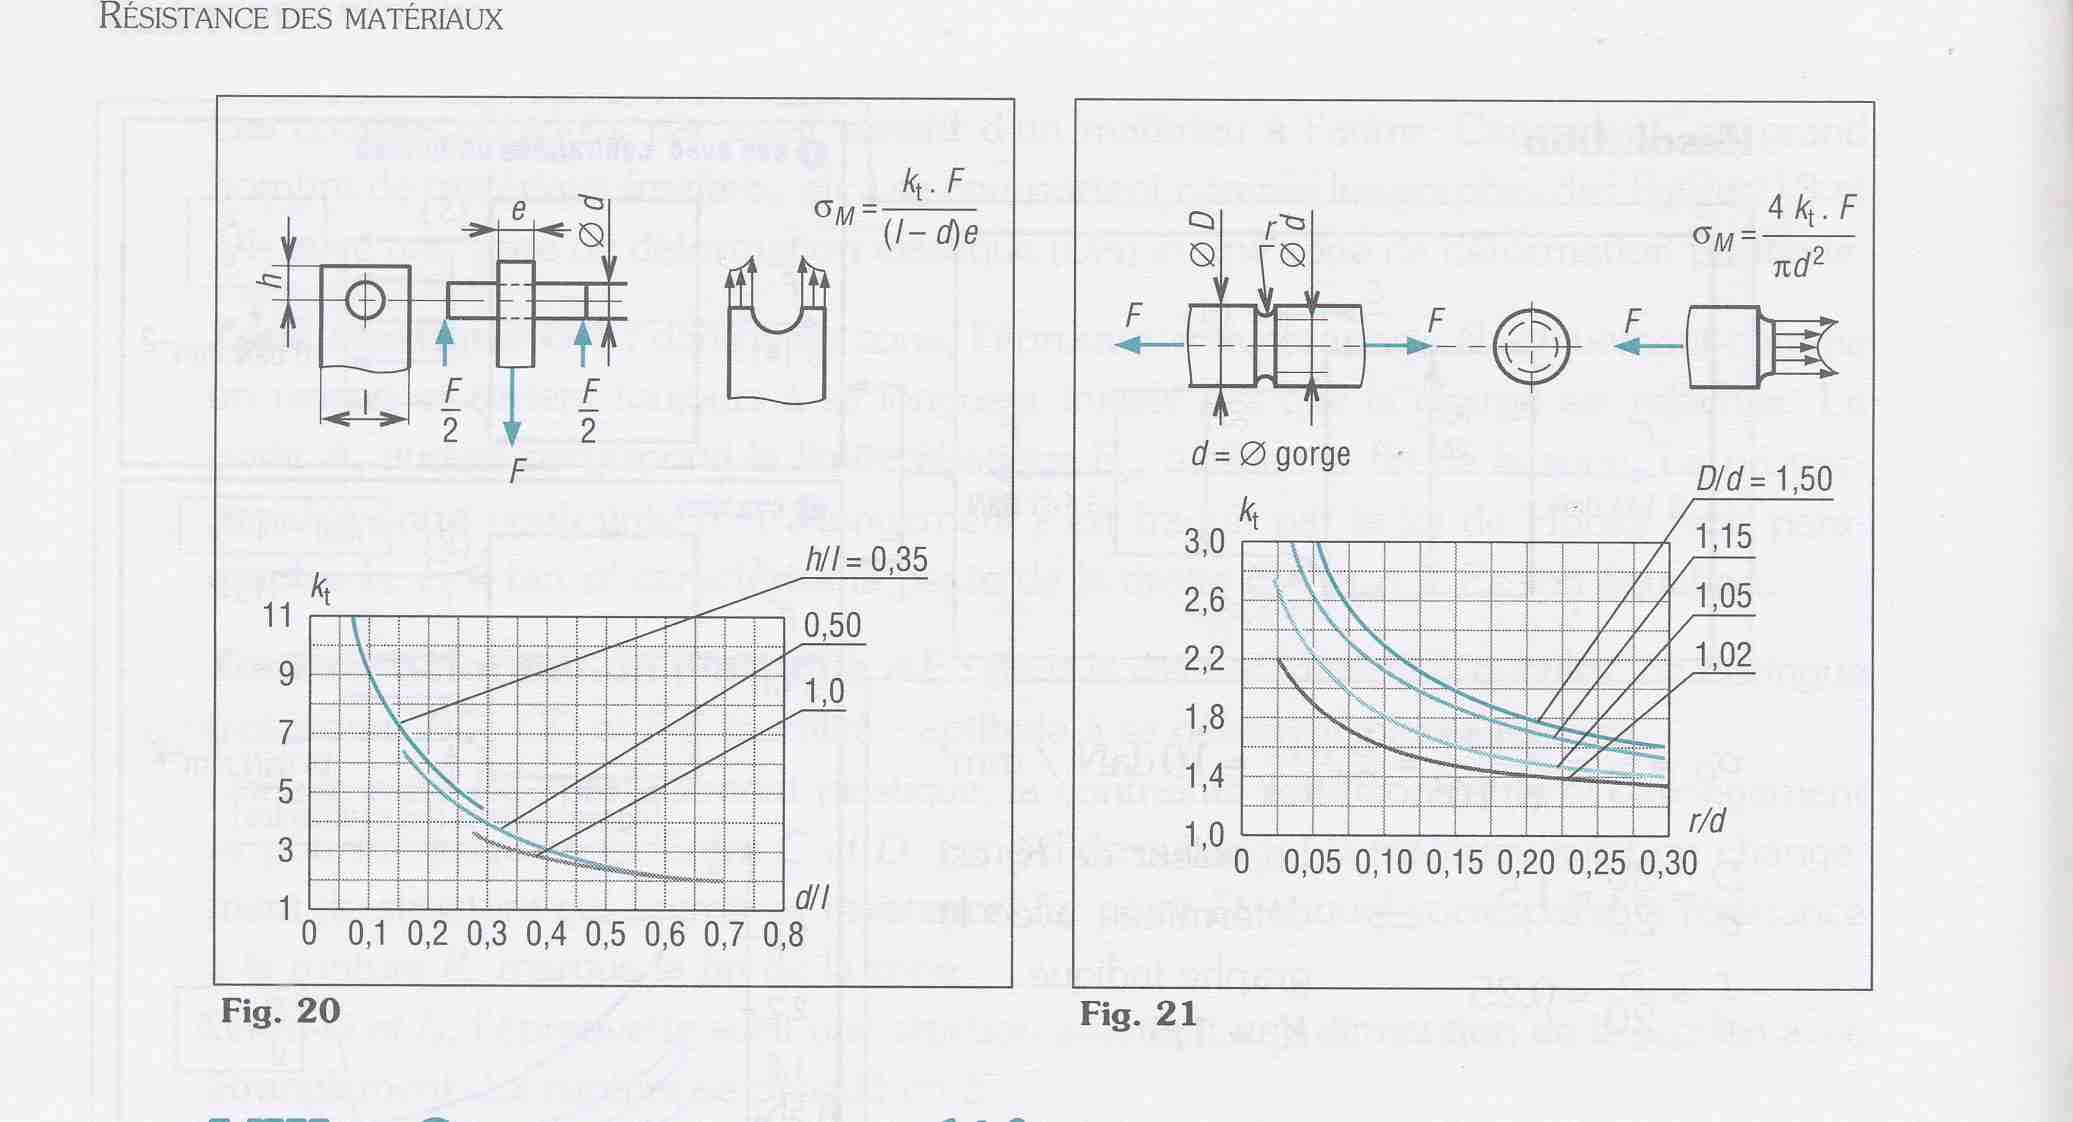 RÉSISTANCE DES MATÉRIAUX
h
e
Ø d
l
F/2
F/2
F
σM = kt . F / (l – d)e
kt
h/l = 0,35
0,50
1,0
11
9
7
5
3
1
d/l
0 0,1 0,2 0,3 0,4 0,5 0,6 0,7 0,8
Fig. 20
Ø D
r
Ø d
σM = 4 kt . F / πd²
F
F
F
d = Ø gorge
kt
D/d = 1,50
1,15
1,05
1,02
3,0
2,6
2,2
1,8
1,4
1,0
r/d
0 0,05 0,10 0,15 0,20 0,25 0,30
Fig. 21